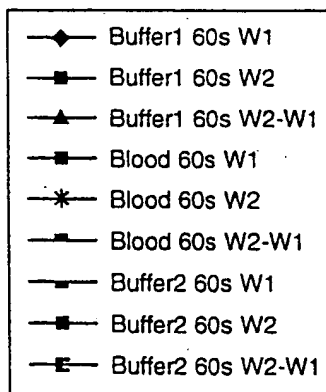 Buffer1 60s W1
Buffer1 60s W2
Buffer1 60s W2-W1
Blood 60s W1
Blood 60s W2
Blood 60s W2-W1
Buffer2 60s W1
Buffer2 60s W2
Buffer2 60s W2-W1